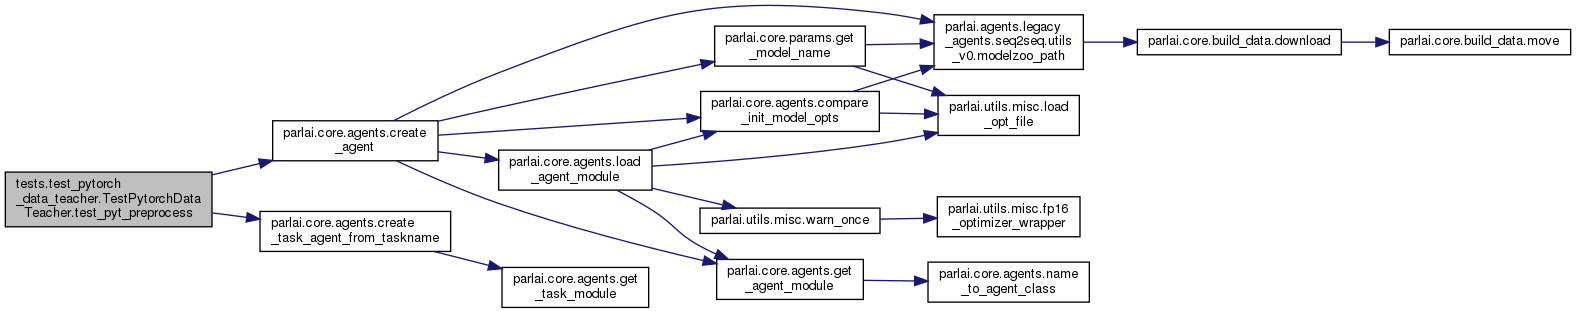 tests.test_pytorch
_data_teacher.TestPytorchData
Teacher.test_pyt_preprocess
parlai.core.agents.create
_agent
parlai.core.agents.create
_task_agent_from_taskname
parlai.core.agents.load
_agent_module
parlai.core.agents.get
_task_module
parlai.core.params.get
_model_name
parlai.core.agents.compare
_init_model_opts
parlai.utils.misc.warn_once
parlai.core.agents.get
_agent_module
parlai.agents.legacy
_agents.seq2seq.utils
_v0.modelzoo_path
parlai.utils.misc.load
_opt_file
parlai.utils.misc.fp16
_optimizer_wrapper
parlai.core.agents.name
_to_agent_class
parlai.core.build_data.download
parlai.core.build_data.move